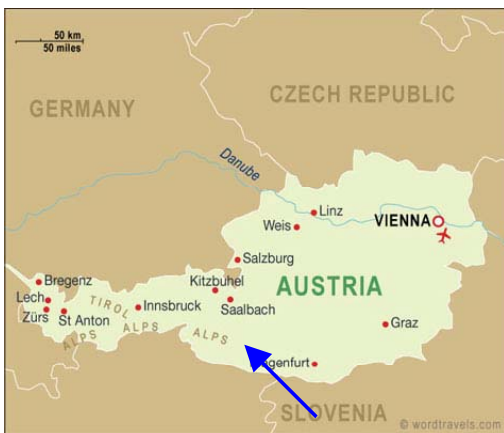 50 km
50 miles
GERMANY
CZECH REPUBLIC
Danube
Linz
Weis
VIENNA
Salzburg
Bregenz
Kitzbuhel
AUSTRIA
Lech
TIROL
Innsbruck
Saalbach
Zürs
St Anton
ALPS ALPS ALPS
Graz
genfurt
SLOVENIA
© wordtravels.com